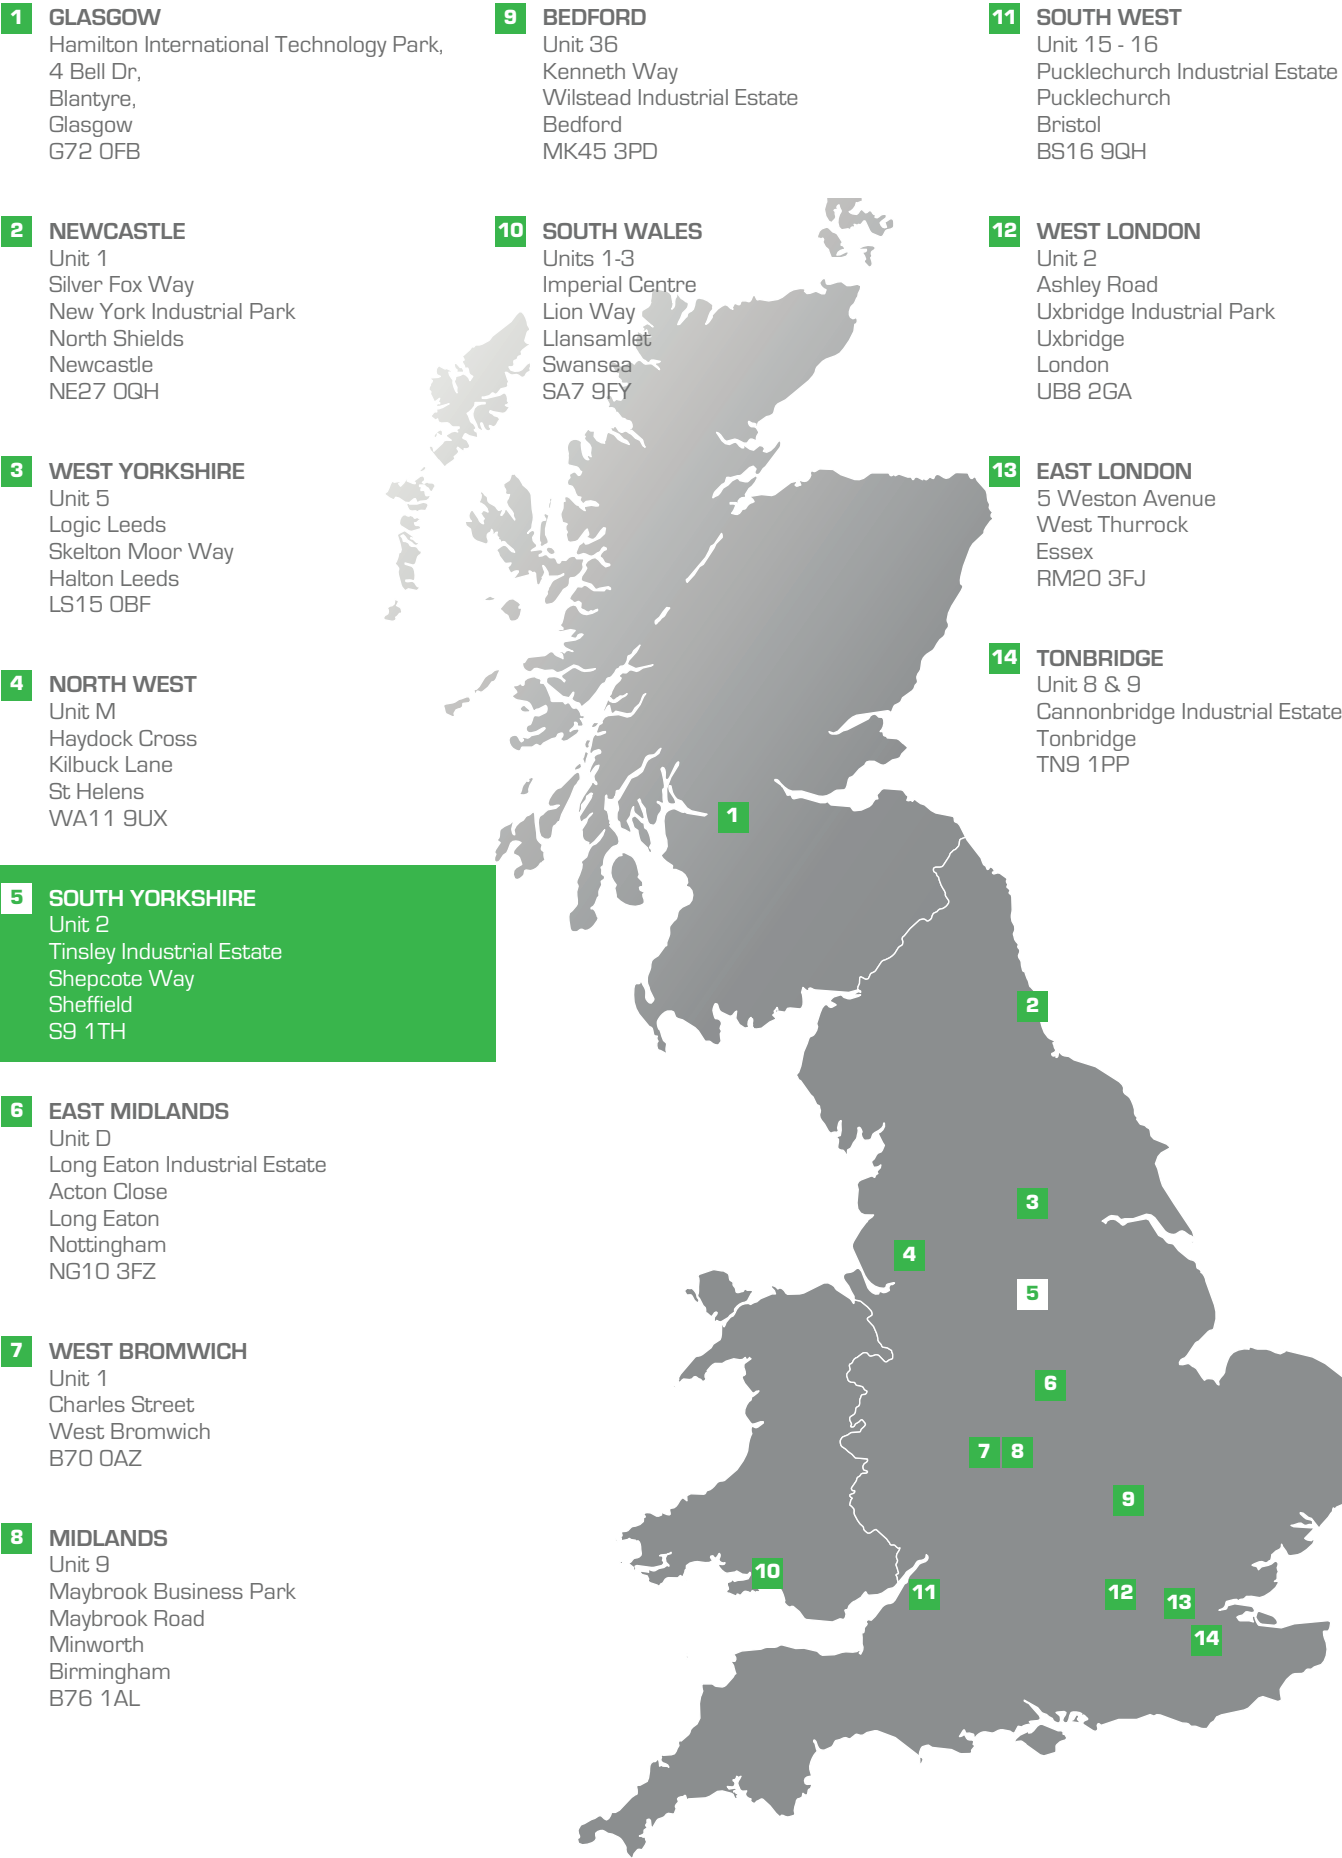 1 GLASGOW
Hamilton International Technology Park,
4 Bell Dr,
Blantyre,
Glasgow
G72 0FB
2 NEWCASTLE
Unit 1
Silver Fox Way
New York Industrial Park
North Shields
Newcastle
NE27 0QH
3 WEST YORKSHIRE
Unit 5
Logic Leeds
Skelton Moor Way
Halton Leeds
LS15 0BF
4 NORTH WEST
Unit M
Haydock Cross
Kilbuck Lane
St Helens
WA11 9UX
5 SOUTH YORKSHIRE
Unit 2
Tinsley Industrial Estate
Shepcote Way
Sheffield
S9 1TH
6 EAST MIDLANDS
Unit D
Long Eaton Industrial Estate
Acton Close
Long Eaton
Nottingham
NG10 3FZ
7 WEST BROMWICH
Unit 1
Charles Street
West Bromwich
B70 0AZ
8 MIDLANDS
Unit 9
Maybrook Business Park
Maybrook Road
Minworth
Birmingham
B76 1AL
9 BEDFORD
Unit 36
Kenneth Way
Wilstead Industrial Estate
Bedford
MK45 3PD
10 SOUTH WALES
Units 1-3
Imperial Centre
Lion Way
Llansamlet
Swansea
SA7 9FY
11 SOUTH WEST
Unit 15 - 16
Pucklechurch Industrial Estate
Pucklechurch
Bristol
BS16 9QH
12 WEST LONDON
Unit 2
Ashley Road
Uxbridge Industrial Park
Uxbridge
London
UB8 2GA
13 EAST LONDON
5 Weston Avenue
West Thurrock
Essex
RM20 3FJ
14 TONBRIDGE
Unit 8 & 9
Cannonbridge Industrial Estate
Tonbridge
TN9 1PP
1
2
3
4
5
6
7 8
9
10
11
12
13
14